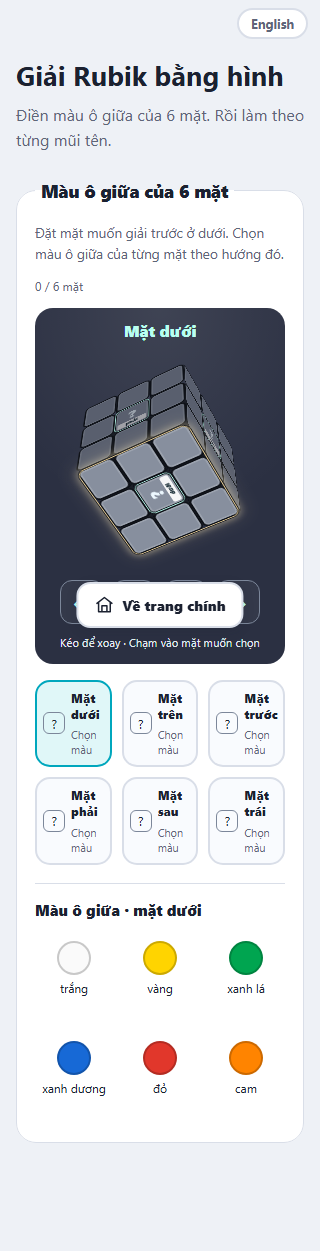 English
Giải Rubik bằng hình
Điền màu ô giữa của 6 mặt. Rồi làm theo
từng mũi tên.
Màu ô giữa của 6 mặt
Đặt mặt muốn giải trước ở dưới. Chọn
màu ô giữa của từng mặt theo hướng đó.
0 / 6 mặt
Mặt dưới
?
Về trang chính
Kéo để xoay · Chạm vào mặt muốn chọn
?
Mặt
dưới
Chọn
màu
?
Mặt
trên
Chọn
màu
?
Mặt
trước
Chọn
màu
?
Mặt
phải
Chọn
màu
?
Mặt
sau
Chọn
màu
?
Mặt
trái
Chọn
màu
Màu ô giữa · mặt dưới
trắng
vàng
xanh lá
xanh dương
đỏ
cam